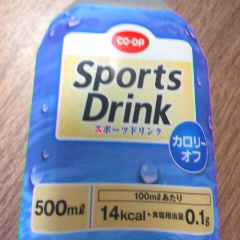 co·op
Sports
Drink
スポーツドリンク
カロリー
オフ
100mlあたり
500ml
14kcal・食塩相当量0.1g